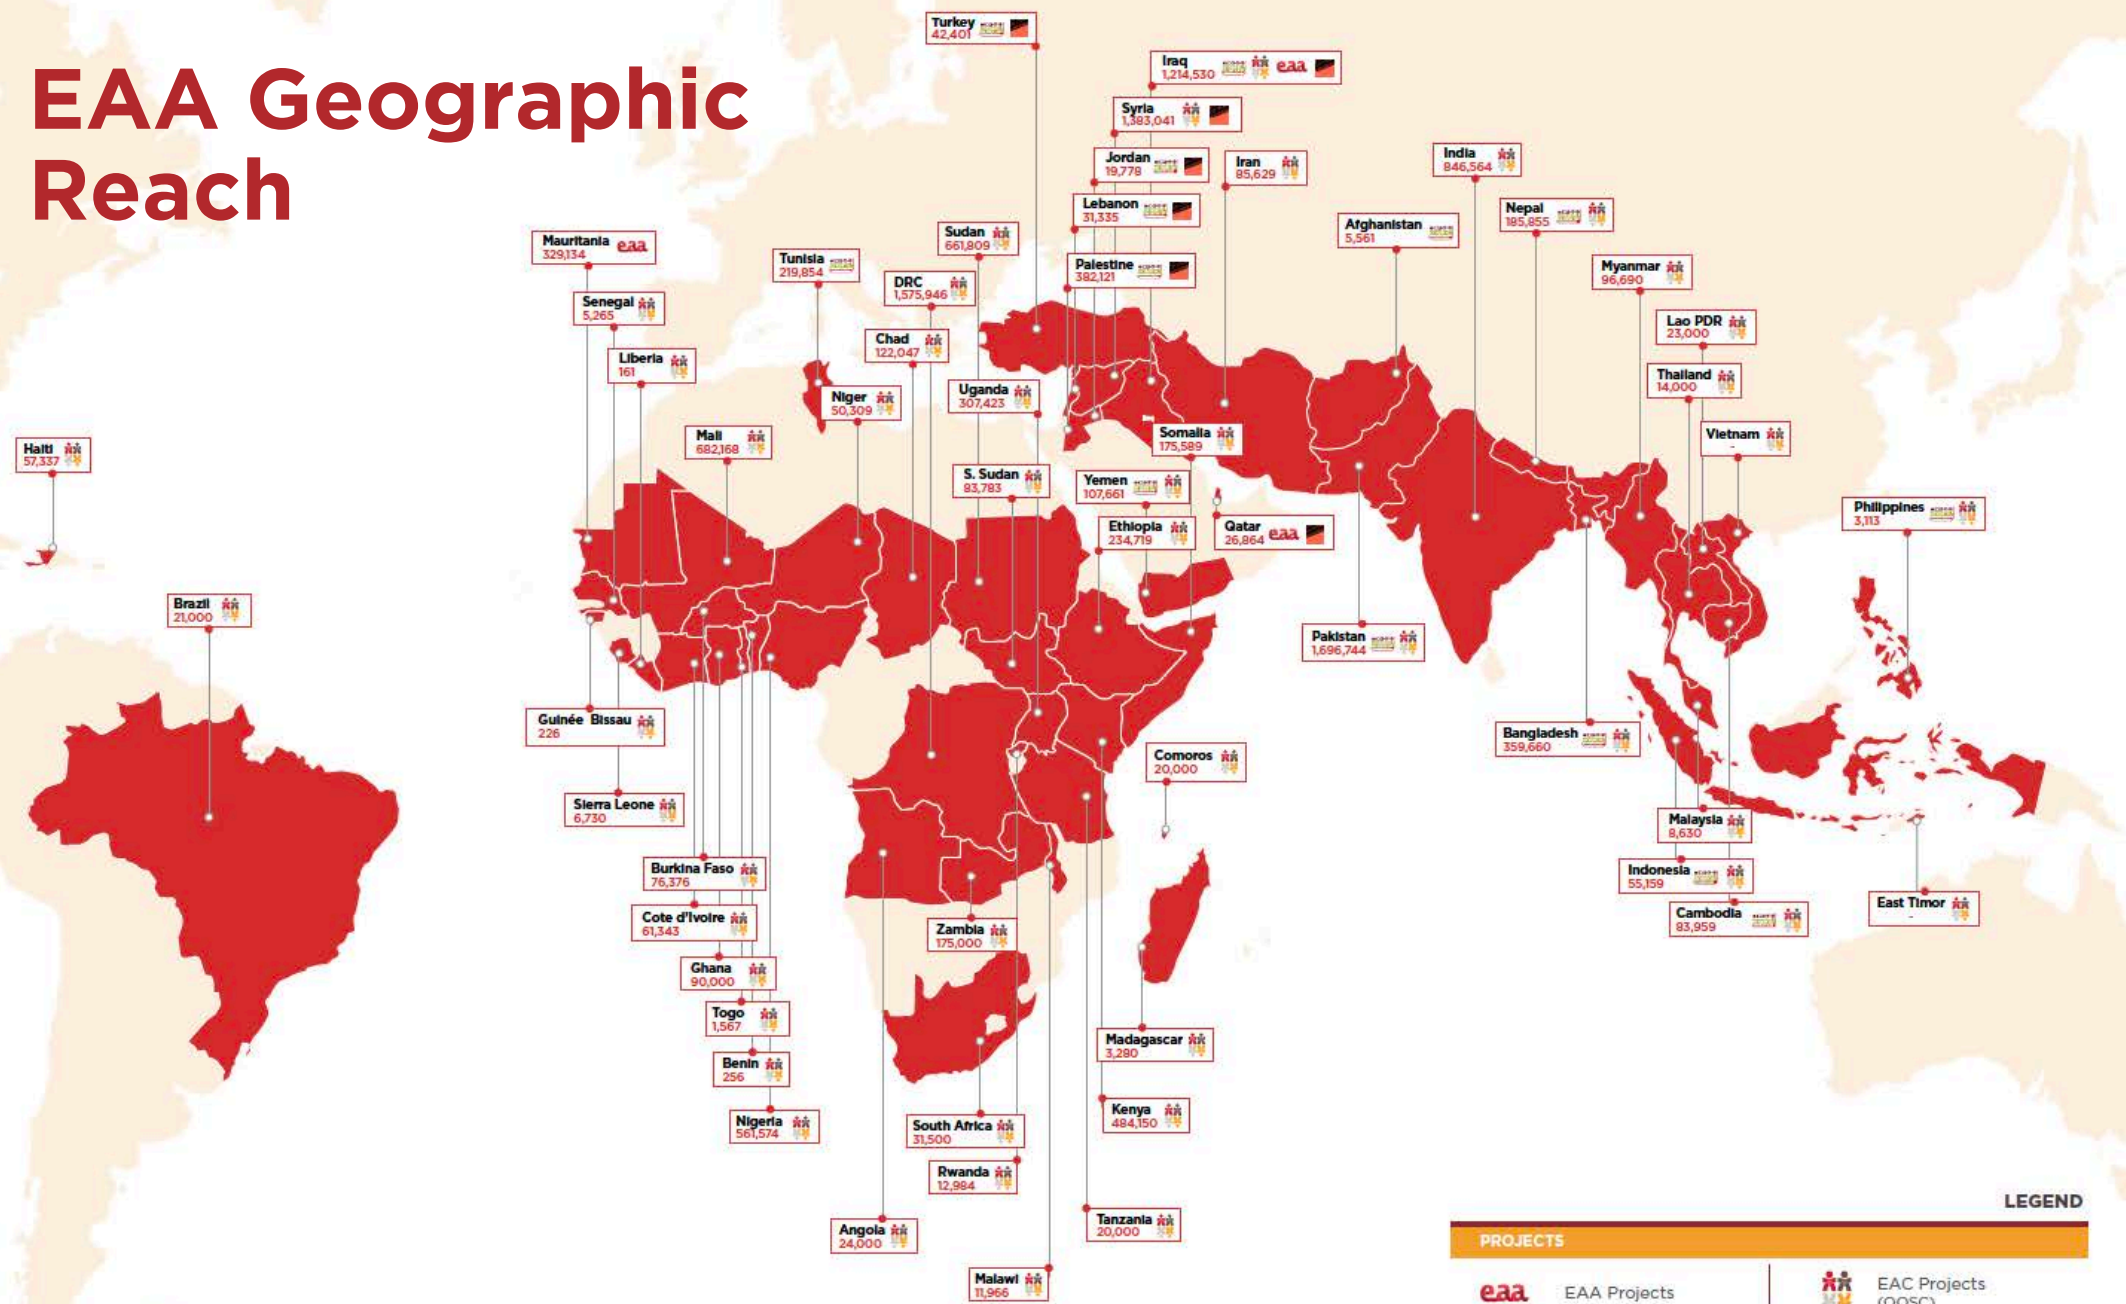 EAA Geographic
Reach
Turkey
42,401
Iraq
1,214,530
eaa
Syria
1,383,041
Jordan
19,778
Iran
85,629
Lebanon
31,335
Palestine
382,121
India
846,564
Nepal
185,855
Afghanistan
5,561
Myanmar
96,690
Lao PDR
23,000
Thailand
14,000
Vietnam
-
Mauritania
329,134
eaa
Senegal
5,265
Liberia
161
Tunisia
219,854
Sudan
661,809
DRC
1,575,946
Chad
122,047
Niger
50,309
Uganda
307,423
Mali
682,168
S. Sudan
83,783
Somalia
175,589
Yemen
107,661
Ethiopia
234,719
Qatar
26,864
eaa
Haiti
57,337
Brazil
21,000
Philippines
3,113
Pakistan
1,696,744
Guinée Bissau
226
Sierra Leone
6,730
Bangladesh
359,660
Comoros
20,000
Malaysia
8,630
Indonesia
55,159
Cambodia
83,959
East Timor
-
Burkina Faso
76,376
Cote d'Ivoire
61,343
Ghana
90,000
Togo
1,567
Benin
256
Nigeria
561,574
Zambia
175,000
Madagascar
3,280
Kenya
484,150
South Africa
31,500
Rwanda
12,984
Tanzania
20,000
Angola
24,000
Malawi
11,966
LEGEND
PROJECTS
eaa
EAA Projects
EAC Projects
(OOSC)